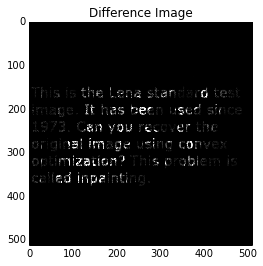 Difference Image
0
100
200
300
400
500
This is the Lena standard test
image. It has been used since
1973. Can you recover the
original image using convex
optimization? This problem is
called inpainting.
0 100 200 300 400 500